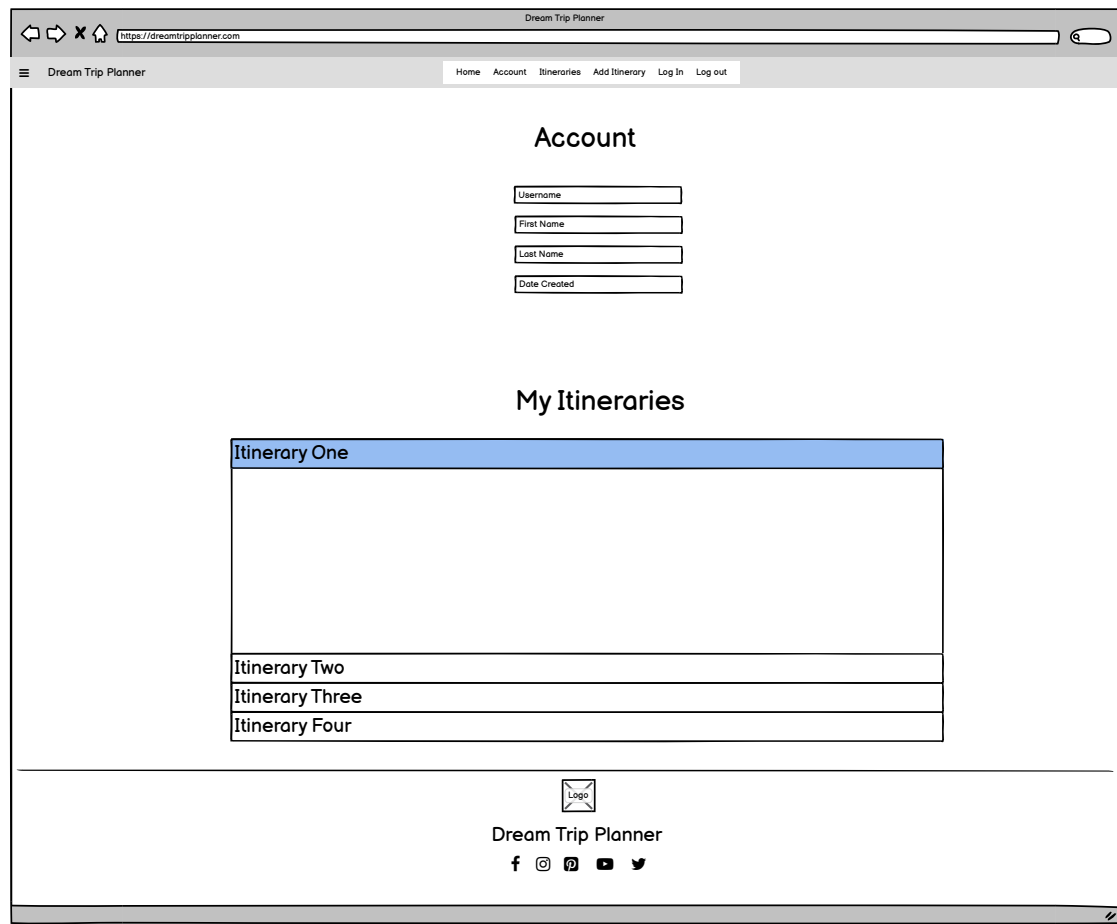 Dream Trip Planner
https://dreamtripplanner.com
Dream Trip Planner
Home Account Itineraries Add Itinerary Log In Log out
Account
Username
First Name
Last Name
Date Created
My Itineraries
Itinerary One
Itinerary Two
Itinerary Three
Itinerary Four
Logo
Dream Trip Planner